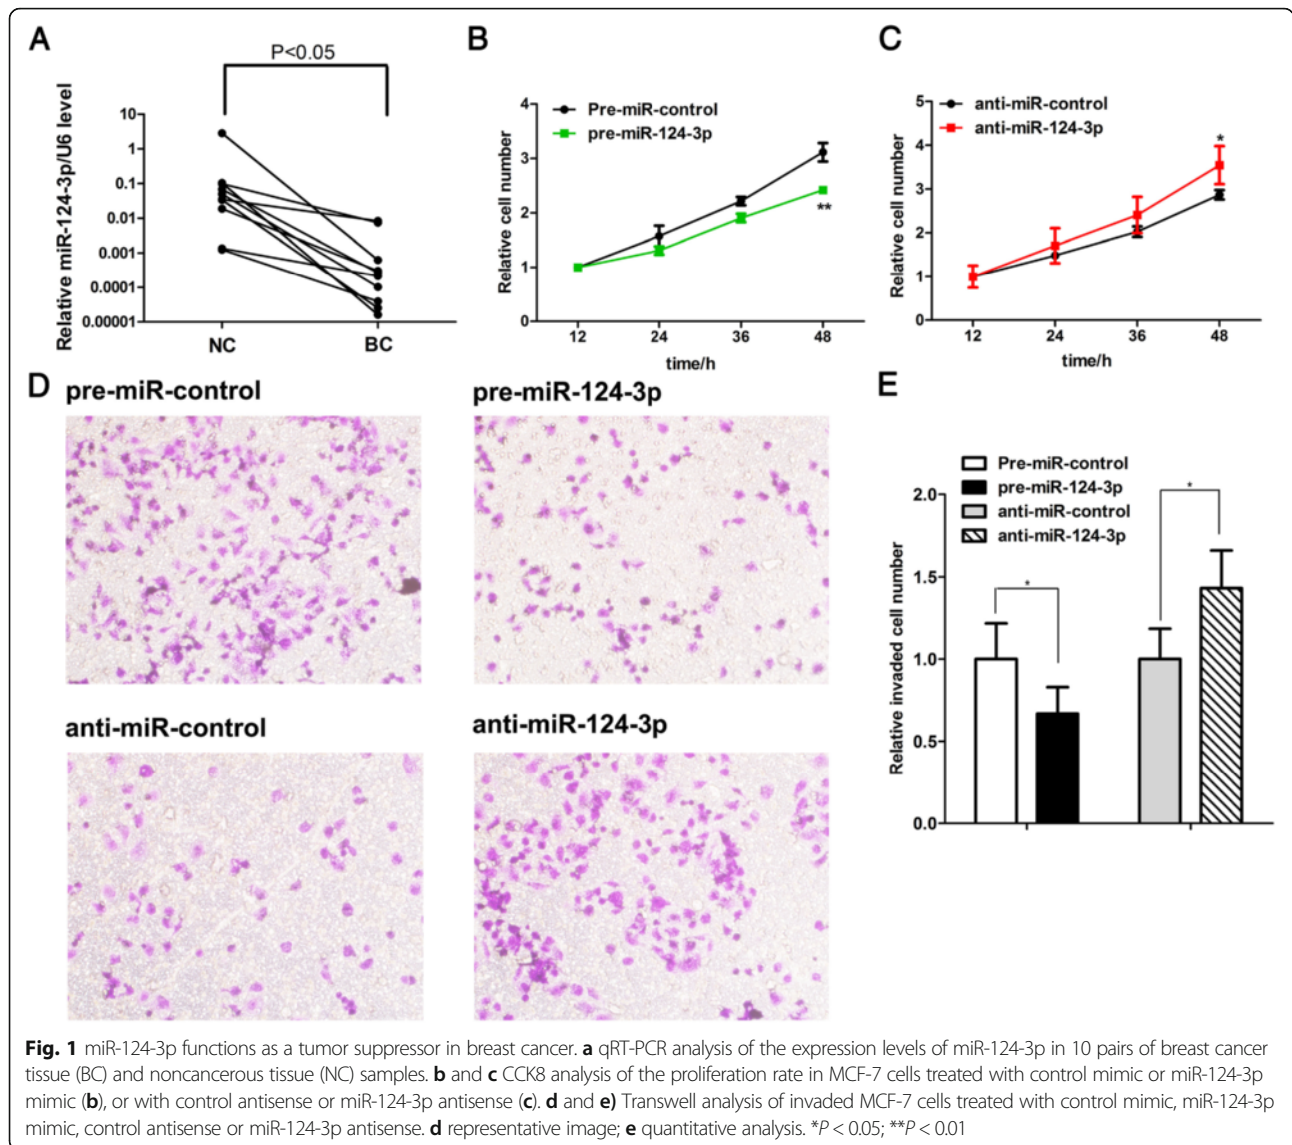 A
P<0.05
Relative miR-124-3p/U6 level
10
1
0.1
0.01
0.001
0.0001
0.00001
NC
BC
B
Pre-miR-control
pre-miR-124-3p
Relative cell number
4
3
2
1
0
**
12
24
36
48
time/h
C
anti-miR-control
anti-miR-124-3p
Relative cell number
5
4
3
2
1
0
*
12
24
36
48
time/h
D
pre-miR-control
pre-miR-124-3p
anti-miR-control
anti-miR-124-3p
E
Pre-miR-control
pre-miR-124-3p
anti-miR-control
anti-miR-124-3p
Relative invaded cell number
2.0
1.5
1.0
0.5
0.0
*
*
Fig. 1 miR-124-3p functions as a tumor suppressor in breast cancer. a qRT-PCR analysis of the expression levels of miR-124-3p in 10 pairs of breast cancer
tissue (BC) and noncancerous tissue (NC) samples. b and c CCK8 analysis of the proliferation rate in MCF-7 cells treated with control mimic or miR-124-3p
mimic (b), or with control antisense or miR-124-3p antisense (c). d and e) Transwell analysis of invaded MCF-7 cells treated with control mimic, miR-124-3p
mimic, control antisense or miR-124-3p antisense. d representative image; e quantitative analysis. *P < 0.05; **P < 0.01